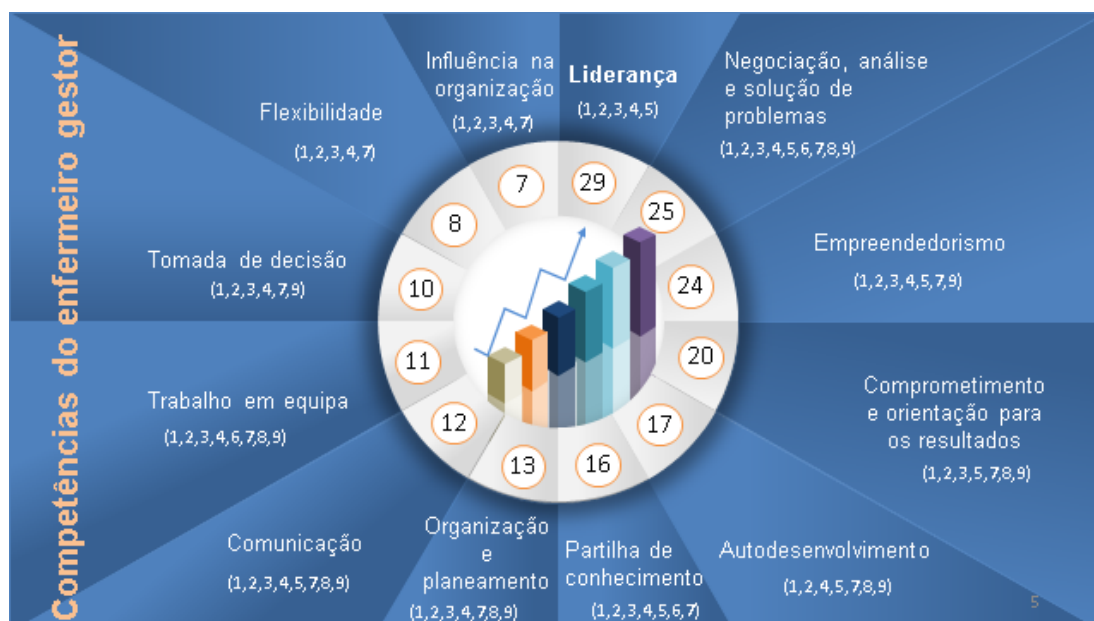 Competências do enfermeiro gestor
Influência na
organização
(1,2,3,4,7)
Liderança
(1,2,3,4,5)
Negociação, análise
e solução de
problemas
(1,2,3,4,5,6,7,8,9)
Flexibilidade
(1,2,3,4,7)
Empreendedorismo
(1,2,3,4,5,7,9)
Tomada de decisão
(1,2,3,4,7,9)
Comprometimento
e orientação para
os resultados
(1,2,3,5,7,8,9)
Trabalho em equipa
(1,2,3,4,6,7,8,9)
Autodesenvolvimento
(1,2,4,5,7,8,9)
Partilha de
conhecimento
(1,2,3,4,5,6,7)
Organização
e
planeamento
(1,2,3,4,7,8,9)
Comunicação
(1,2,3,4,5,7,8,9)
29
25
24
20
17
16
13
12
11
10
8
7
5